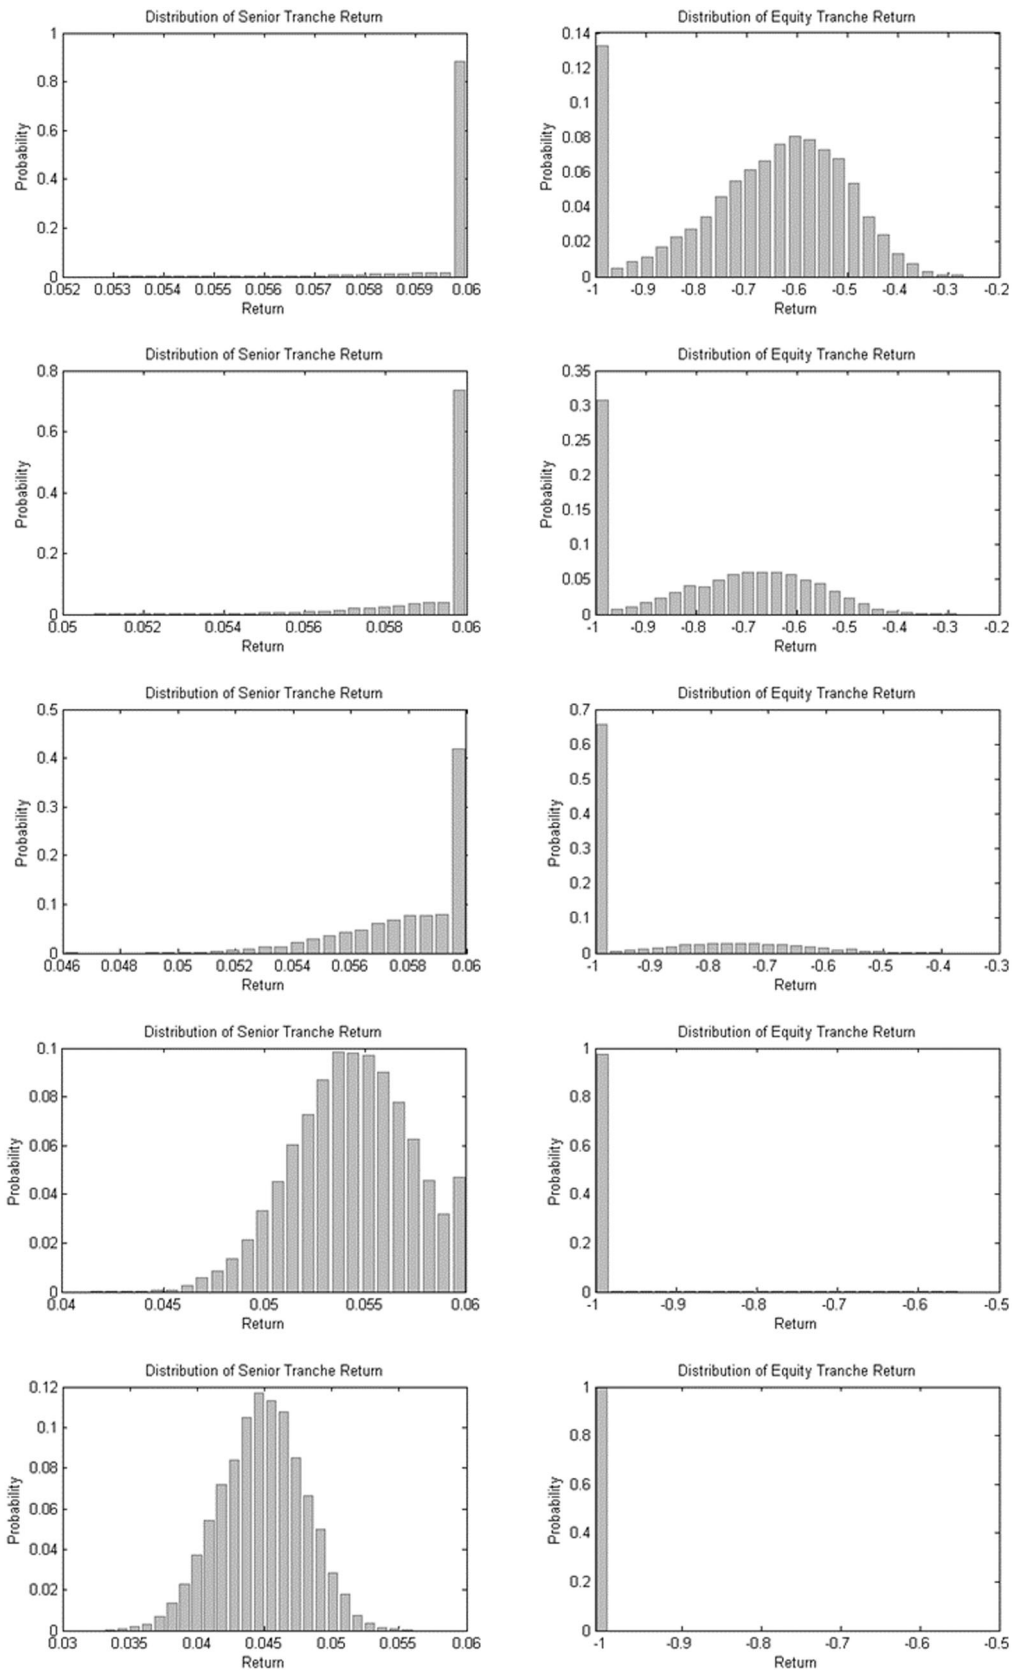 Distribution of Senior Tranche Return
1
0.8
0.6
0.4
0.2
0
Probability
0.052 0.053 0.054 0.055 0.056 0.057 0.058 0.059 0.06
Return
Distribution of Equity Tranche Return
0.14
0.12
0.1
0.08
0.06
0.04
0.02
0
Probability
-1 -0.9 -0.8 -0.7 -0.6 -0.5 -0.4 -0.3 -0.2
Return
Distribution of Senior Tranche Return
0.8
0.6
0.4
0.2
0
Probability
0.05 0.052 0.054 0.056 0.058 0.06
Return
Distribution of Equity Tranche Return
0.35
0.3
0.25
0.2
0.15
0.1
0.05
0
Probability
-1 -0.9 -0.8 -0.7 -0.6 -0.5 -0.4 -0.3 -0.2
Return
Distribution of Senior Tranche Return
0.5
0.4
0.3
0.2
0.1
0
Probability
0.046 0.048 0.05 0.052 0.054 0.056 0.058 0.06
Return
Distribution of Equity Tranche Return
0.7
0.6
0.5
0.4
0.3
0.2
0.1
0
Probability
-1 -0.9 -0.8 -0.7 -0.6 -0.5 -0.4 -0.3
Return
Distribution of Senior Tranche Return
0.1
0.08
0.06
0.04
0.02
0
Probability
0.04 0.045 0.05 0.055 0.06
Return
Distribution of Equity Tranche Return
1
0.8
0.6
0.4
0.2
0
Probability
-1 -0.9 -0.8 -0.7 -0.6 -0.5
Return
Distribution of Senior Tranche Return
0.12
0.1
0.08
0.06
0.04
0.02
0
Probability
0.03 0.035 0.04 0.045 0.05 0.055 0.06
Return
Distribution of Equity Tranche Return
1
0.8
0.6
0.4
0.2
0
Probability
-1 -0.9 -0.8 -0.7 -0.6 -0.5
Return